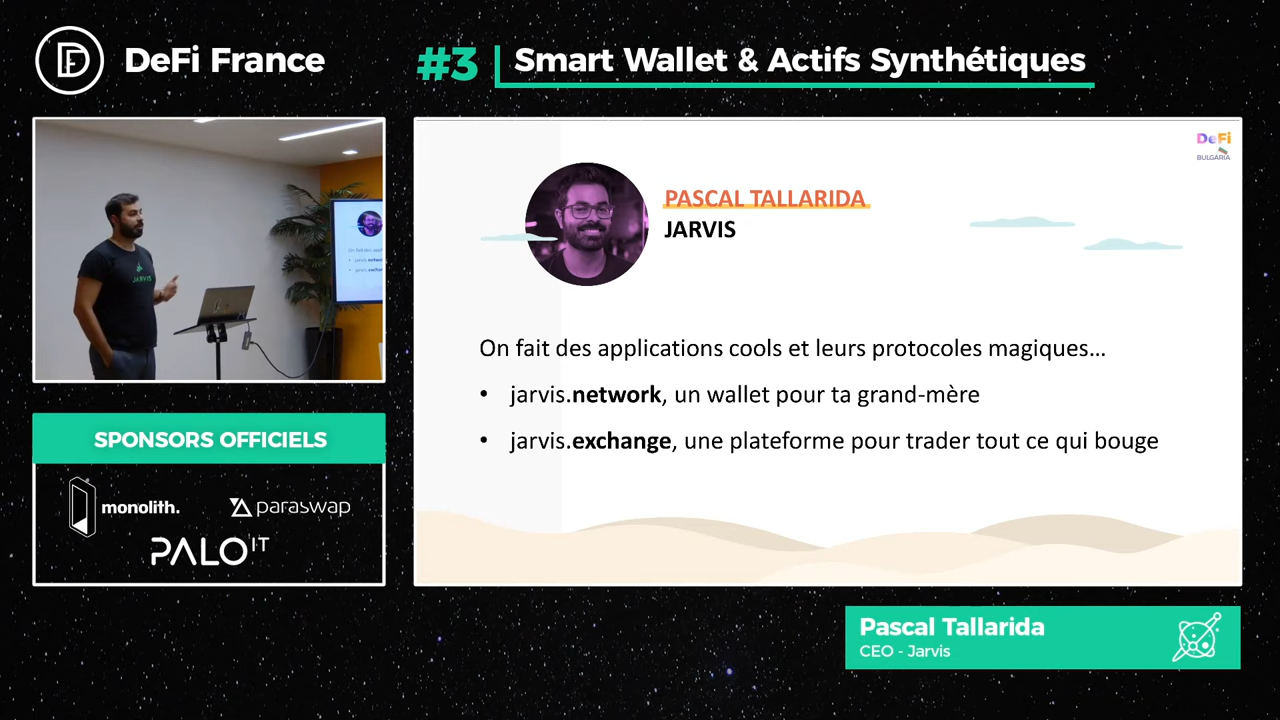 DeFi France
#3
Smart Wallet & Actifs Synthétiques
JARVIS
DeFi
BULGARIA
PASCAL TALLARIDA
JARVIS
On fait des applications cools et leurs protocoles magiques...
• jarvis.network, un wallet pour ta grand-mère
• jarvis.exchange, une plateforme pour trader tout ce qui bouge
SPONSORS OFFICIELS
monolith.
paraswap
PALO IT
Pascal Tallarida
CEO - Jarvis